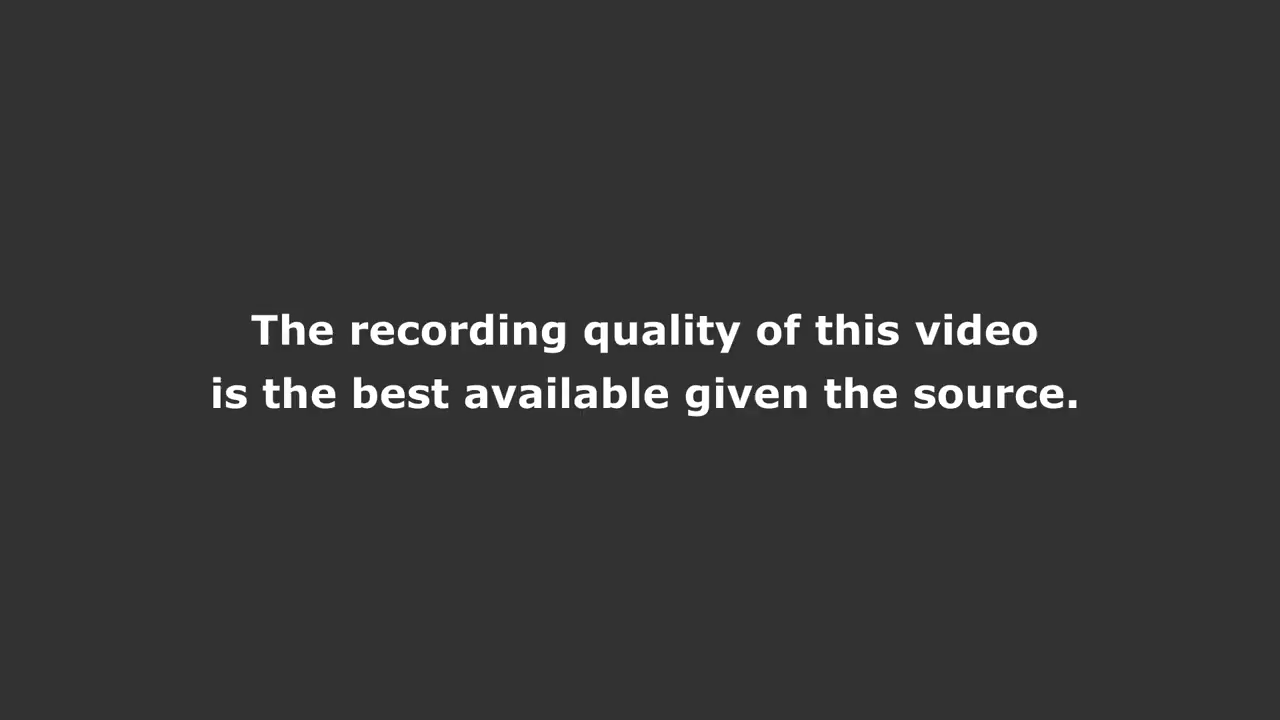 The recording quality of this video
is the best available given the source.